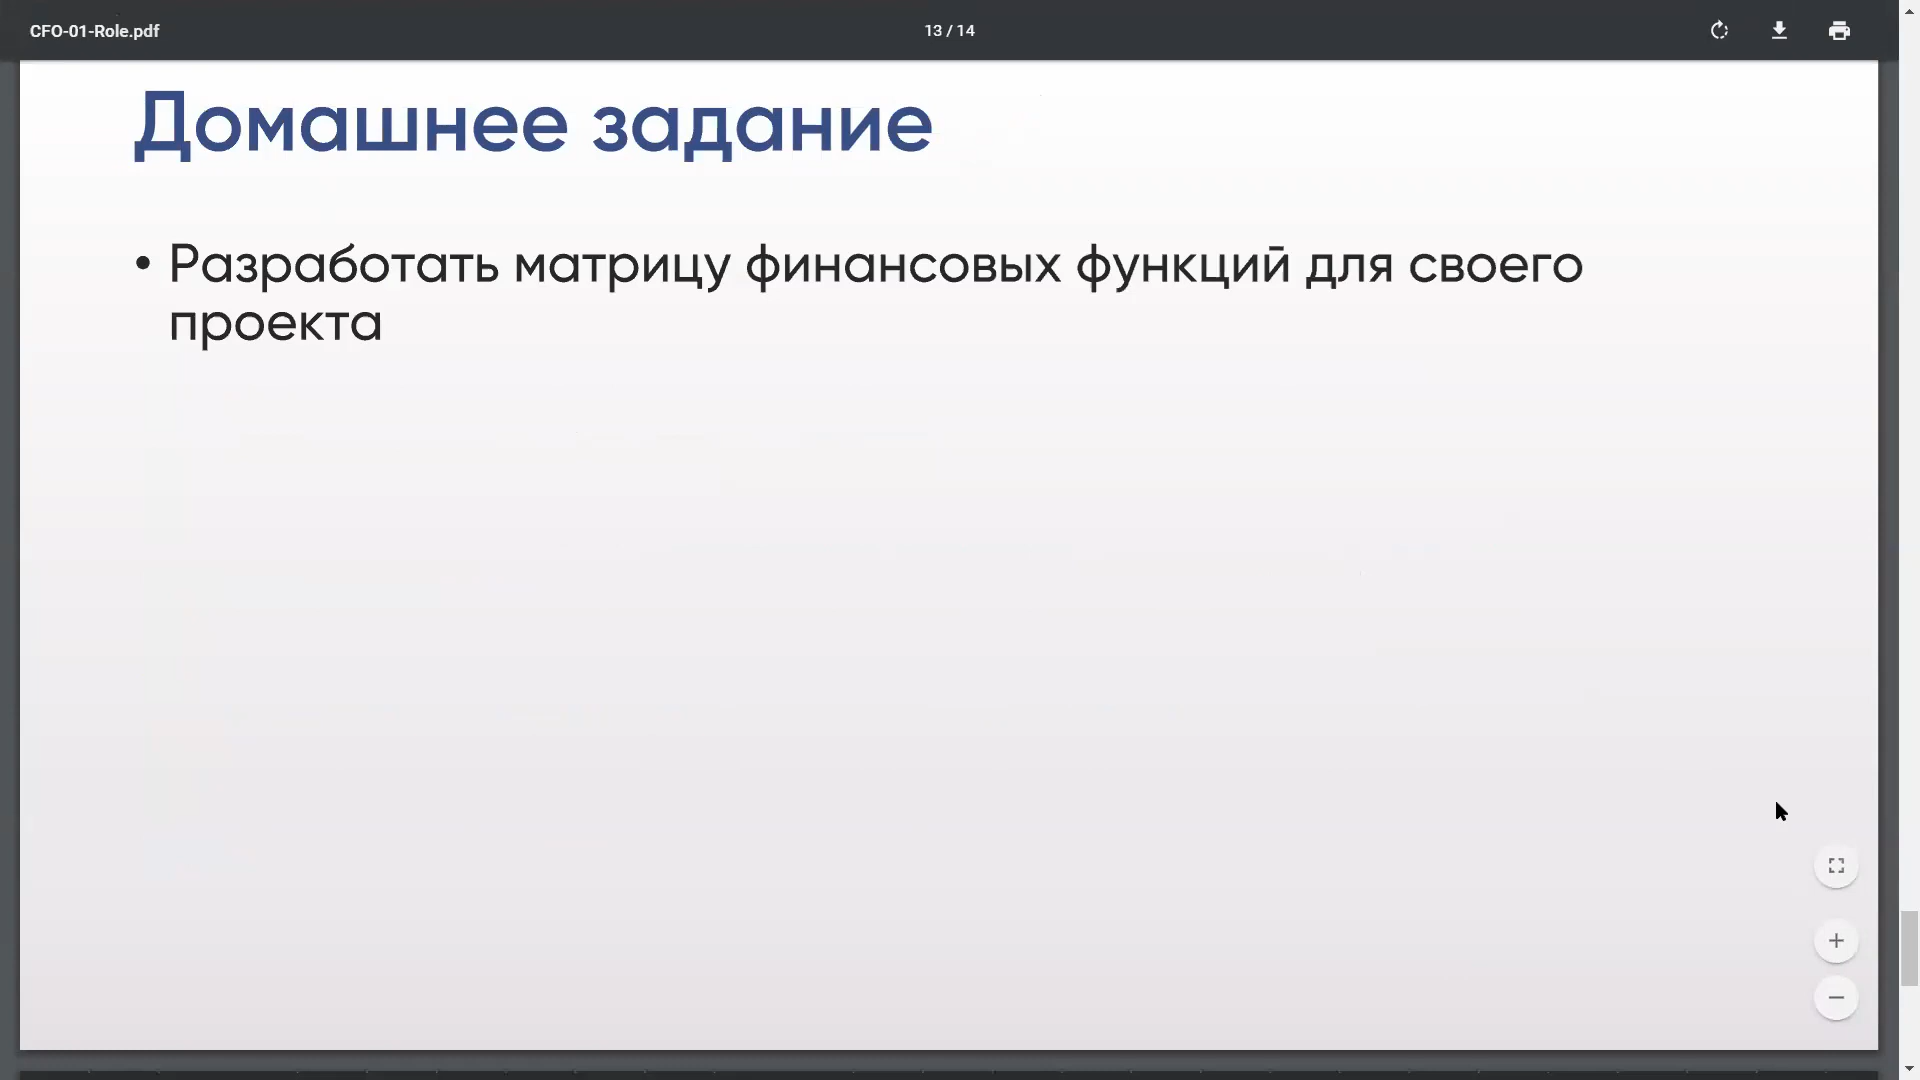 CFO-01-Role.pdf
13 / 14
Домашнее задание
• Разработать матрицу финансовых функций для своего
проекта